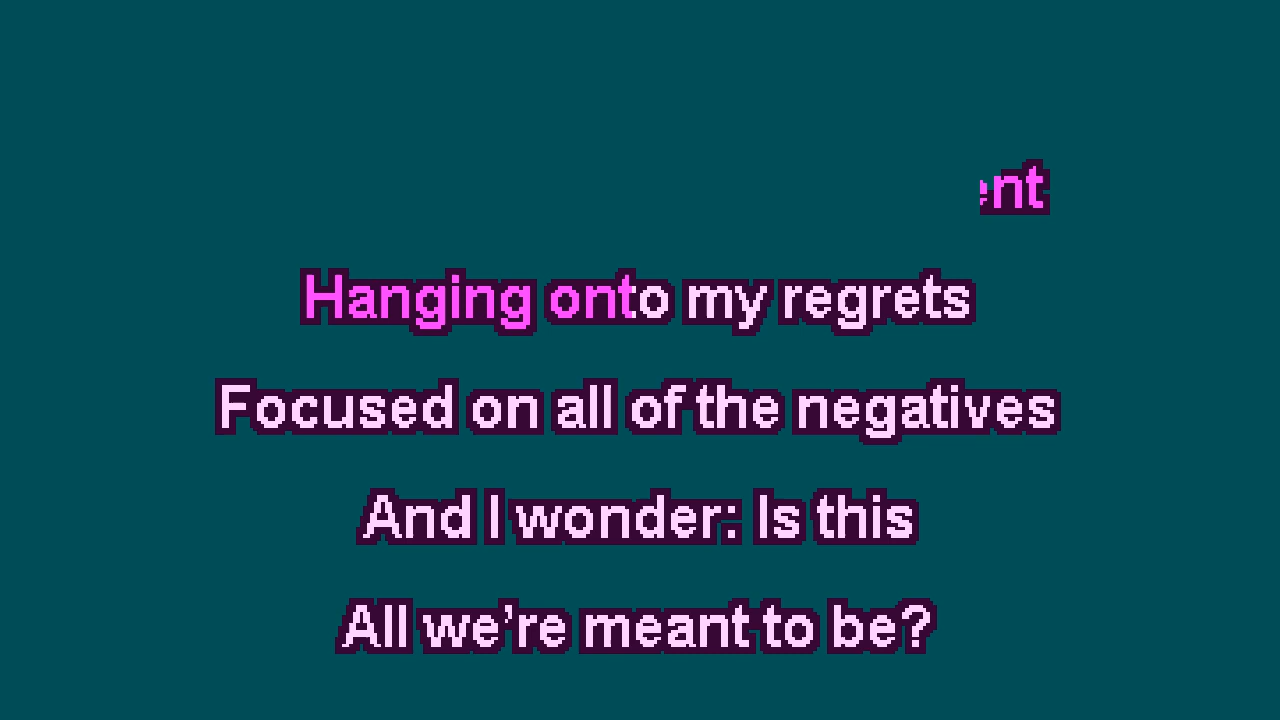 nt
Hanging onto my regrets
Focused on all of the negatives
And I wonder: Is this
All we’re meant to be?